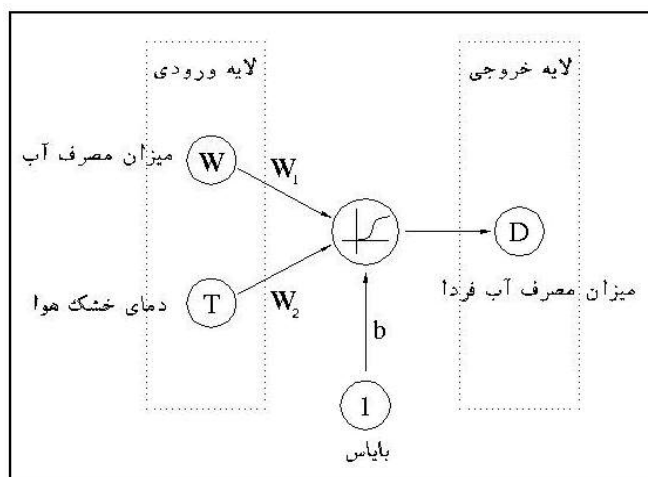 لایه خروجی
لایه ورودی
میزان مصرف آب
W
W1
D
میزان مصرف آب فردا
دمای خشک هوا
T
W2
b
1
بایاس